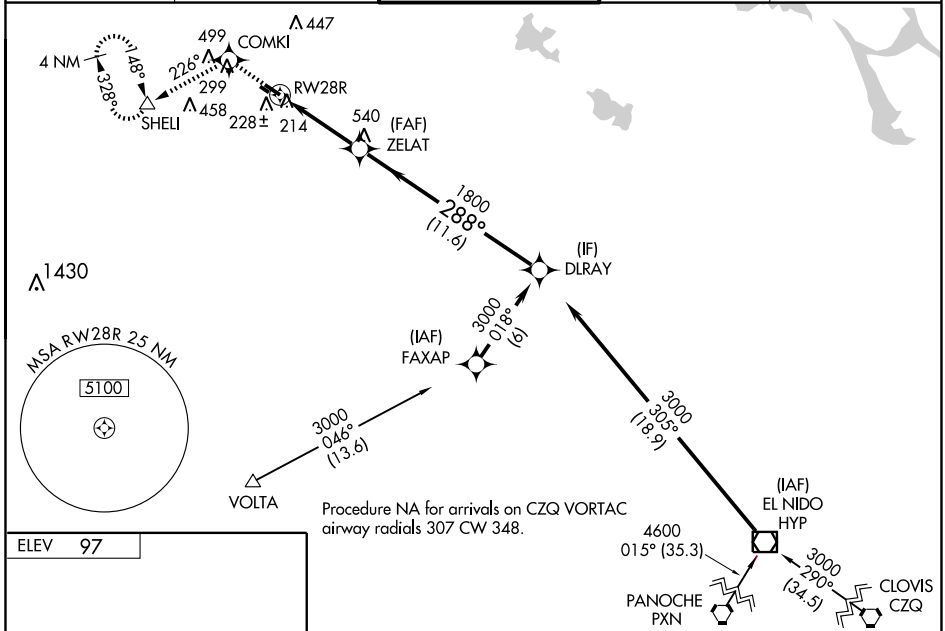 447
COMKI
499
4 NM
148°
328°
226°
299
458
SHELI
RW28R
228±
214
540
(FAF)
ZELAT
1800
288°
(11.6)
(IF)
DLRAY
1430
3000
018°
(6)
(IAF)
FAXAP
MSA RW28R 25 NM
5100
3000
046°
(13.6)
VOLTA
3000
305°
(18.9)
Procedure NA for arrivals on CZQ VORTAC
airway radials 307 CW 348.
(IAF)
EL NIDO
HYP
4600
015° (35.3)
3000
290°
(34.5)
PANOCHE
PXN
CLOVIS
CZQ
ELEV 97